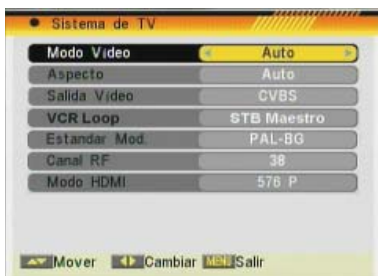 Sistema de TV
Modo Video Auto
Aspecto Auto
Salida Video CVBS
VCR Loop STB Maestro
Estandar Mod. PAL-BG
Canal RF 38
Modo HDMI 576 P
Mover Cambiar MENU Salir